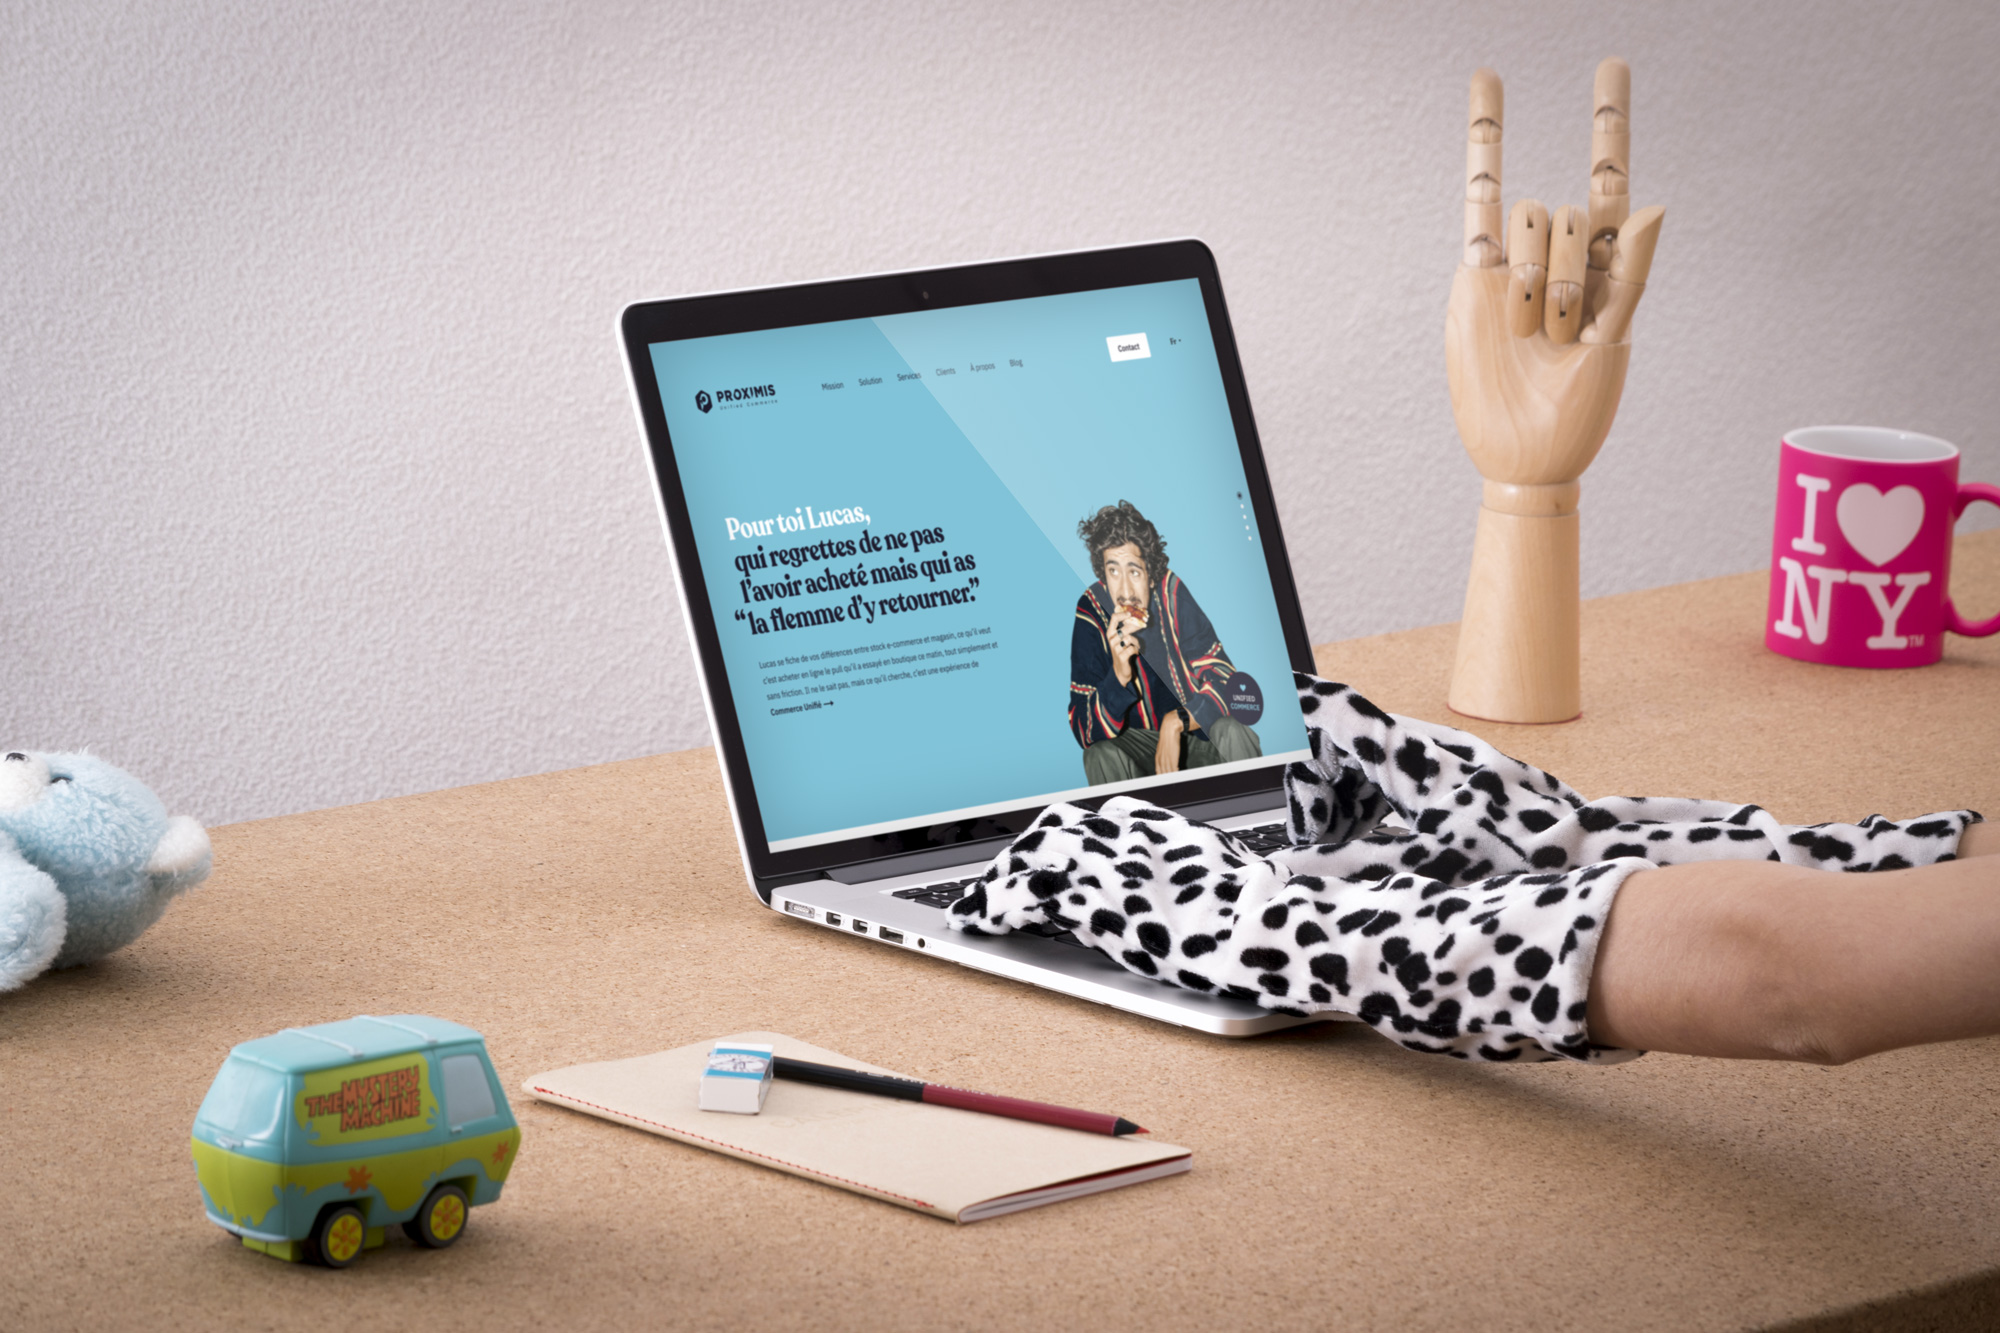 PROXIMIS
Unified Commerce
Mission Solution Services Clients À propos Blog
Contact
Fr
Pour toi Lucas,
qui regrettes de ne pas
l'avoir acheté mais qui as
“la flemme d'y retourner.”
Lucas se fiche de vos différences entre stock e-commerce et magasin, ce qu'il veut
c'est acheter en ligne le pull qu'il a essayé en boutique ce matin, tout simplement et
sans friction. Il ne le sait pas, mais ce qu'il cherche, c'est une expérience de
Commerce Unifié →
UNIFIED
COMMERCE
I ♥
NY™
THE MYSTERY
MACHINE